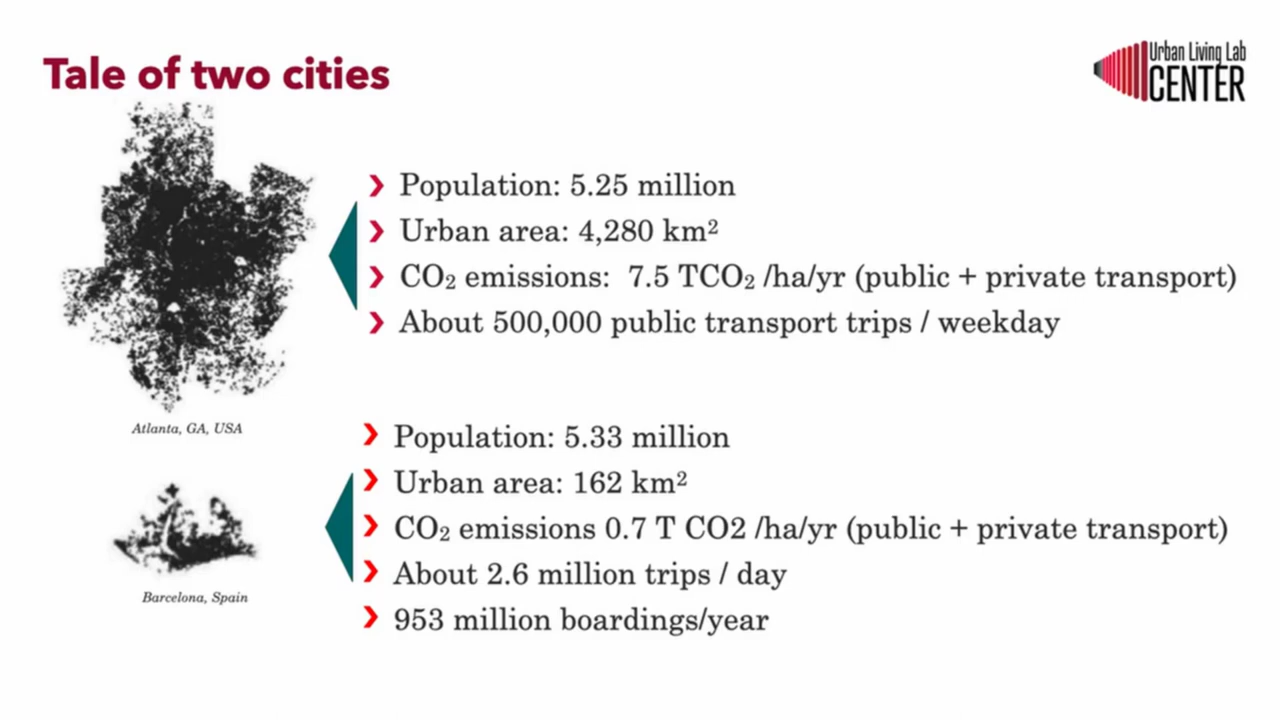 Tale of two cities
Urban Living Lab
CENTER
› Population: 5.25 million
› Urban area: 4,280 km²
› CO₂ emissions:  7.5 TCO₂ /ha/yr (public + private transport)
› About 500,000 public transport trips / weekday
Atlanta, GA, USA
› Population: 5.33 million
› Urban area: 162 km²
› CO₂ emissions 0.7 T CO2 /ha/yr (public + private transport)
› About 2.6 million trips / day
› 953 million boardings/year
Barcelona, Spain